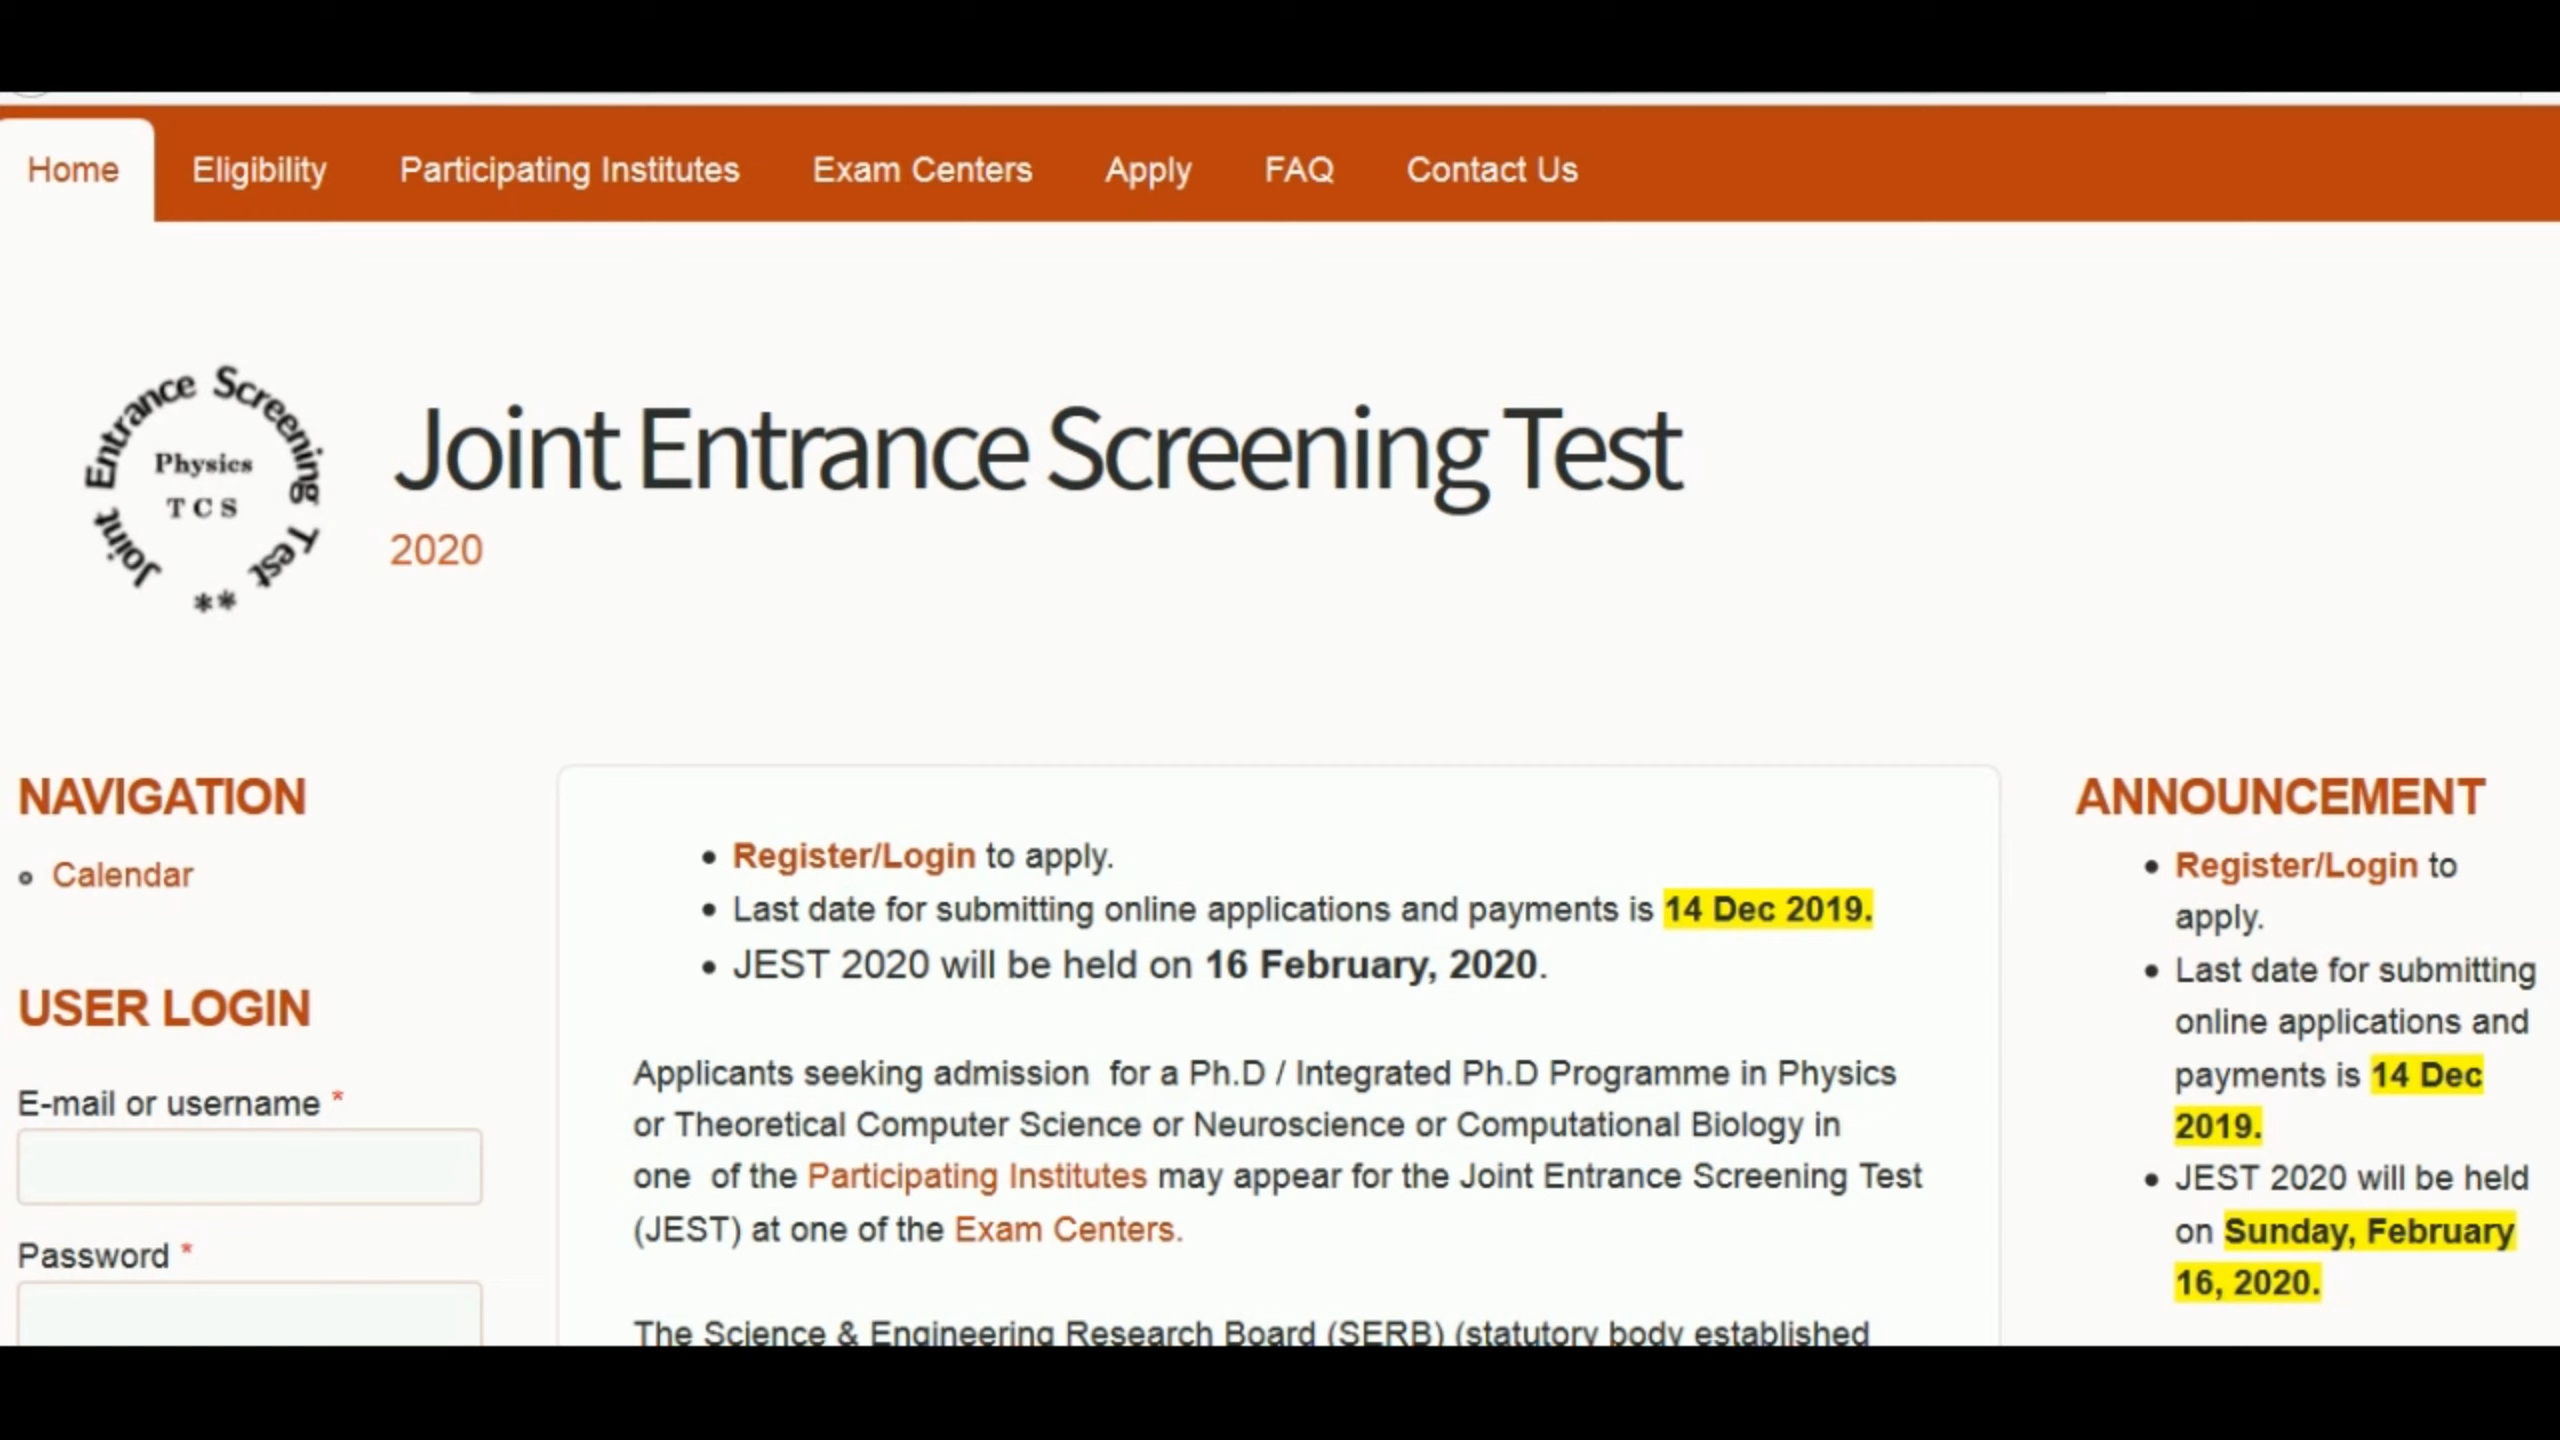 Home Eligibility Participating Institutes Exam Centers Apply FAQ Contact Us
Joint Entrance Screening Test **
Physics
TCS
Joint Entrance Screening Test
2020
NAVIGATION
Calendar
USER LOGIN
E-mail or username *
Password *
Register/Login to apply.
Last date for submitting online applications and payments is 14 Dec 2019.
JEST 2020 will be held on 16 February, 2020.
Applicants seeking admission for a Ph.D / Integrated Ph.D Programme in Physics
or Theoretical Computer Science or Neuroscience or Computational Biology in
one of the Participating Institutes may appear for the Joint Entrance Screening Test
(JEST) at one of the Exam Centers.
The Science & Engineering Research Board (SERB) (statutory body established
ANNOUNCEMENT
Register/Login to
apply.
Last date for submitting
online applications and
payments is 14 Dec
2019.
JEST 2020 will be held
on Sunday, February
16, 2020.